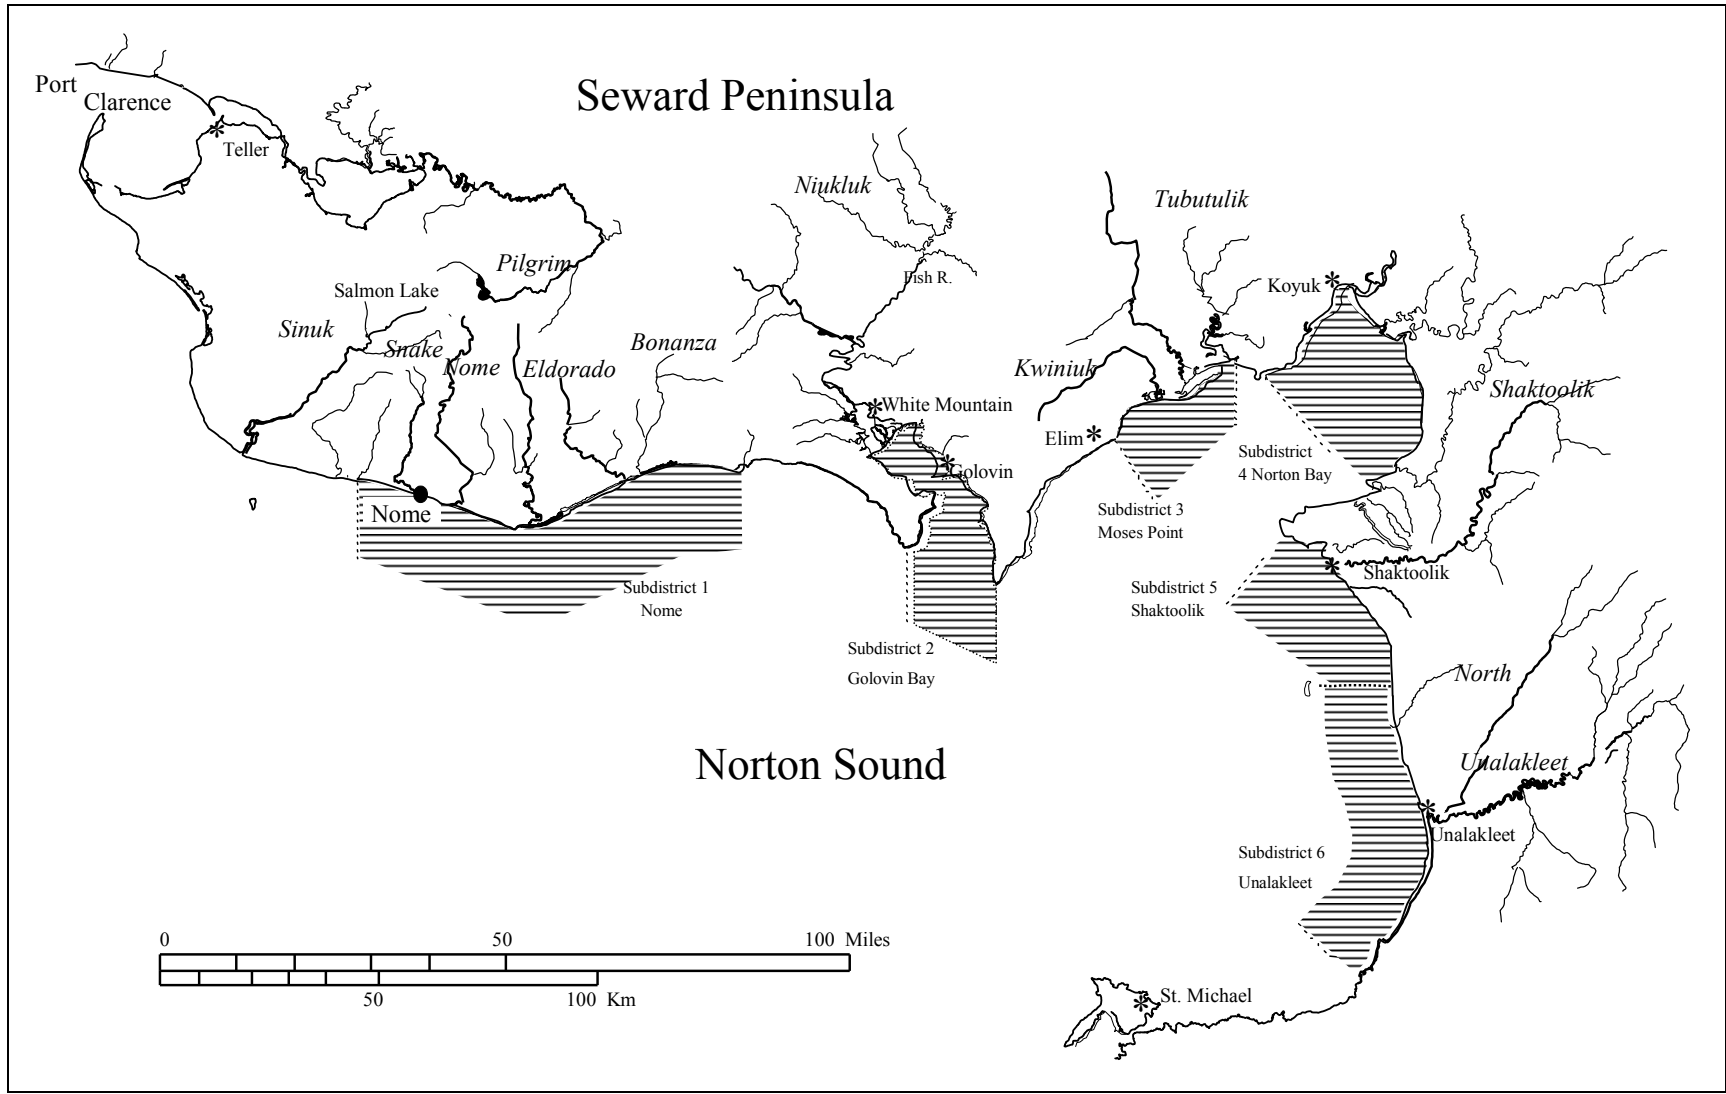 Seward Peninsula
Port
Clarence
Teller
Niukluk
Tubutulik
Pilgrim
Salmon Lake
Fish R.
Koyuk
Sinuk
Snake
Nome
Eldorado
Bonanza
Kwiniuk
Shaktoolik
White Mountain
Elim
Golovin
Subdistrict
4 Norton Bay
Nome
Subdistrict 3
Moses Point
Subdistrict 1
Nome
Shaktoolik
Subdistrict 5
Shaktoolik
Subdistrict 2
Golovin Bay
North
Norton Sound
Unalakleet
Unalakleet
Subdistrict 6
Unalakleet
0 50 100 Miles
50 100 Km
St. Michael